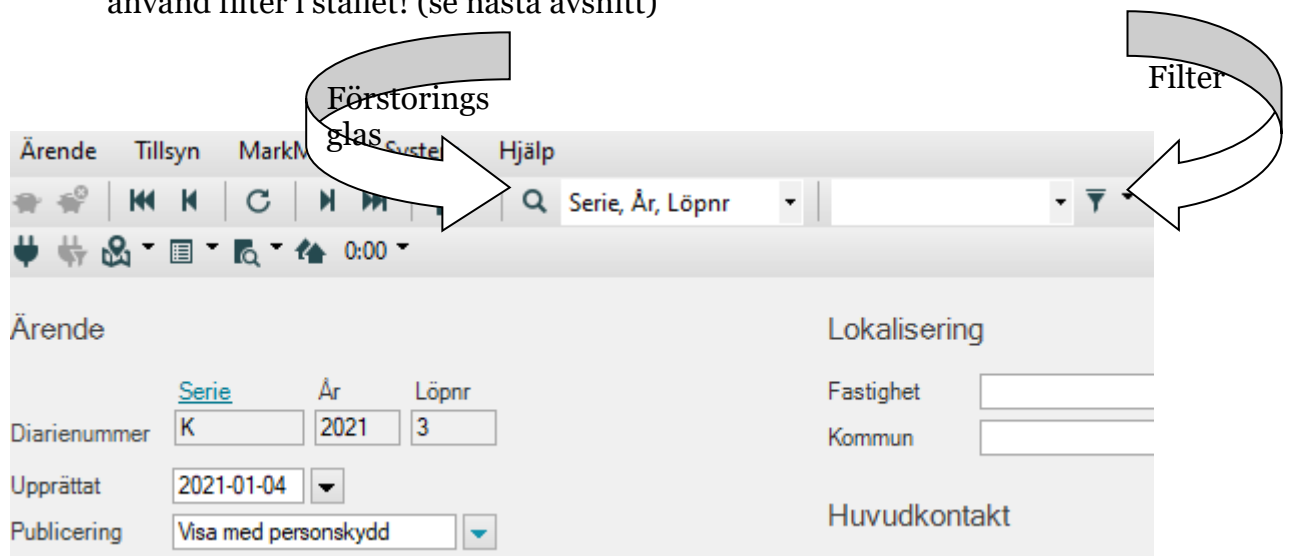 använd filter i stället! (se nästa avsnitt)
Förstorings
glas
Filter
Ärende Tillsyn Hjälp
Serie, År, Löpnr
0:00
Ärende
Lokalisering
Serie År Löpnr
Diarienummer K 2021 3
Fastighet
Kommun
Upprättat 2021-01-04
Publicering Visa med personskydd
Huvudkontakt